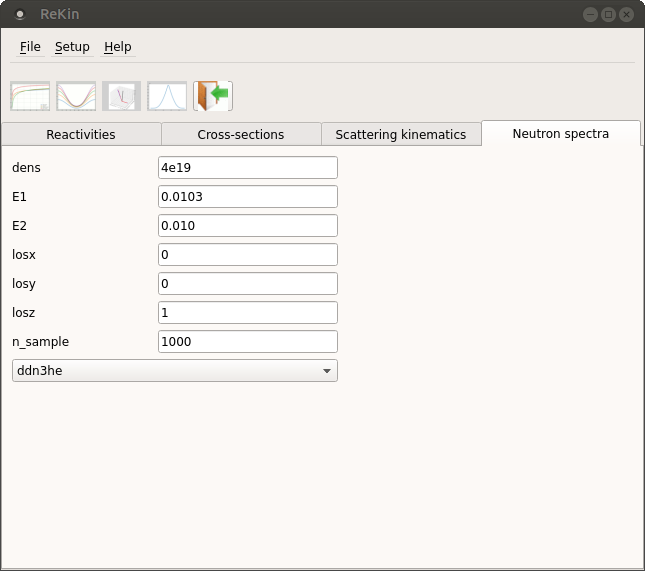 ReKin
File Setup Help
Reactivities Cross-sections Scattering kinematics Neutron spectra
dens 4e19
E1 0.0103
E2 0.010
losx 0
losy 0
losz 1
n_sample 1000
ddn3he